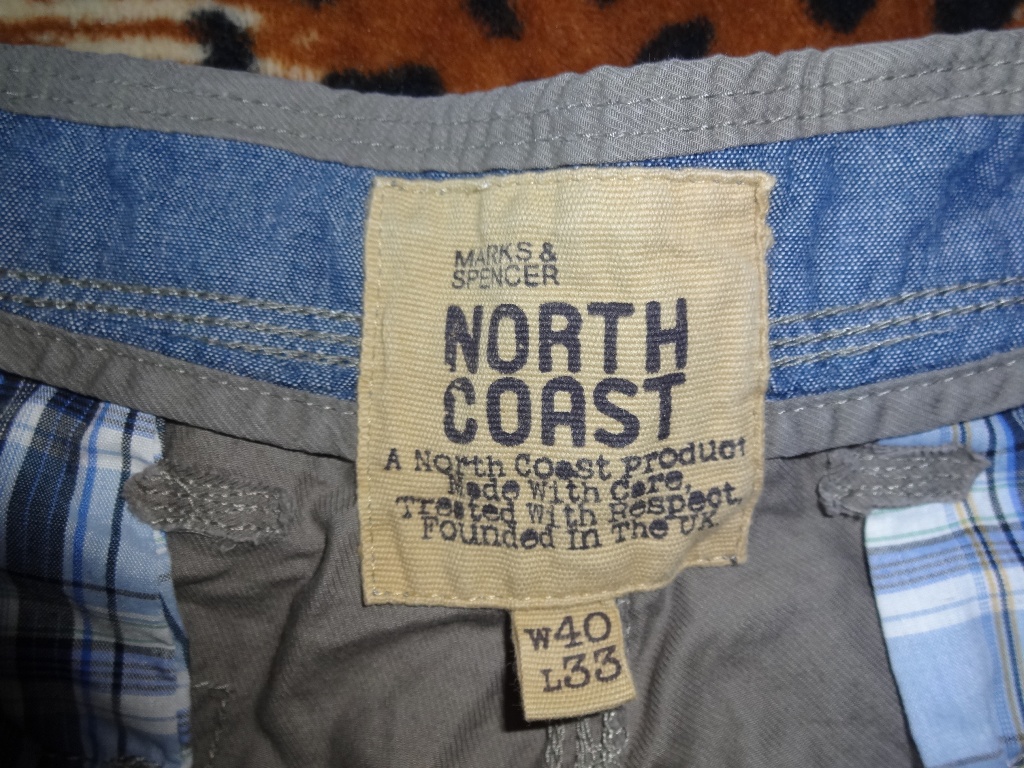 MARKS &
SPENCER
NORTH
COAST
A North Coast product
Made With Care,
Treated With Respect.
Founded in The UK
W40
L33